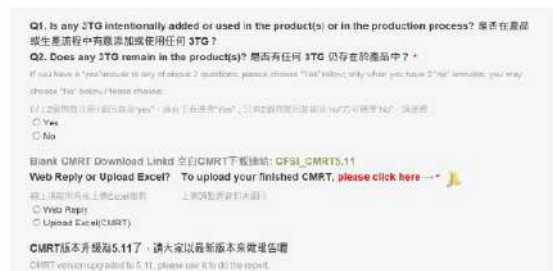 Q1. Is any 3TG intentionally added or used in the product(s) or in the production process? 是否在產品
或生產流程中有意添加或使用任何 3TG？
Q2. Does any 3TG remain in the product(s)? 是否有任何 3TG 仍存在於產品中？ *
If you have a "yes" answer to any of above 2 questions, please choose "Yes" below; only when you have 2 "no" answers, you may
choose "No" below. Please choose:
Yes
No
Blank CMRT Download Linkd 空白CMRT下載連結: CFSI_CMRT5.11
Web Reply or Upload Excel? To upload your finished CMRT, please click here → *
Web Reply
Upload Excel(CMRT)
CMRT版本升級為5.11了，請大家以最新版本來做報告喔
CMRT version upgraded to 5.11, please use it to do the report.